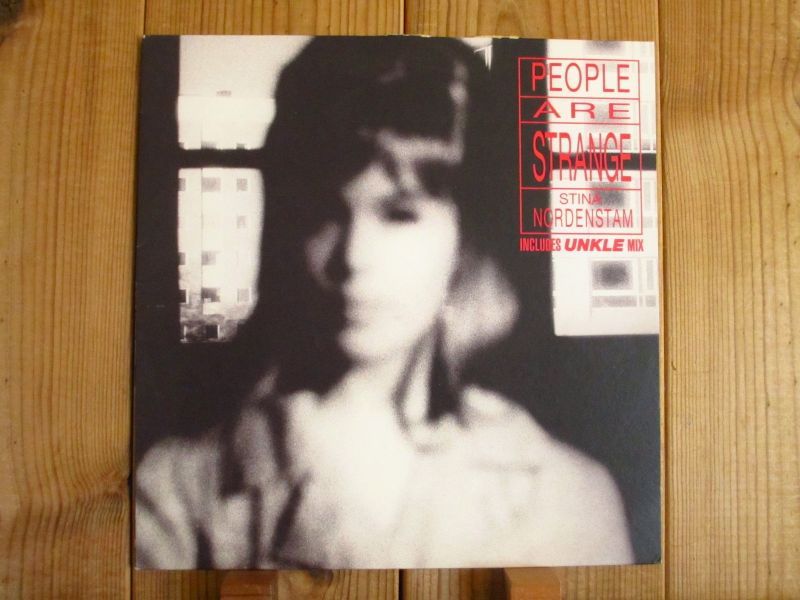 PEOPLE
ARE
STRANGE
STINA
NORDENSTAM
INCLUDES UNKLE MIX